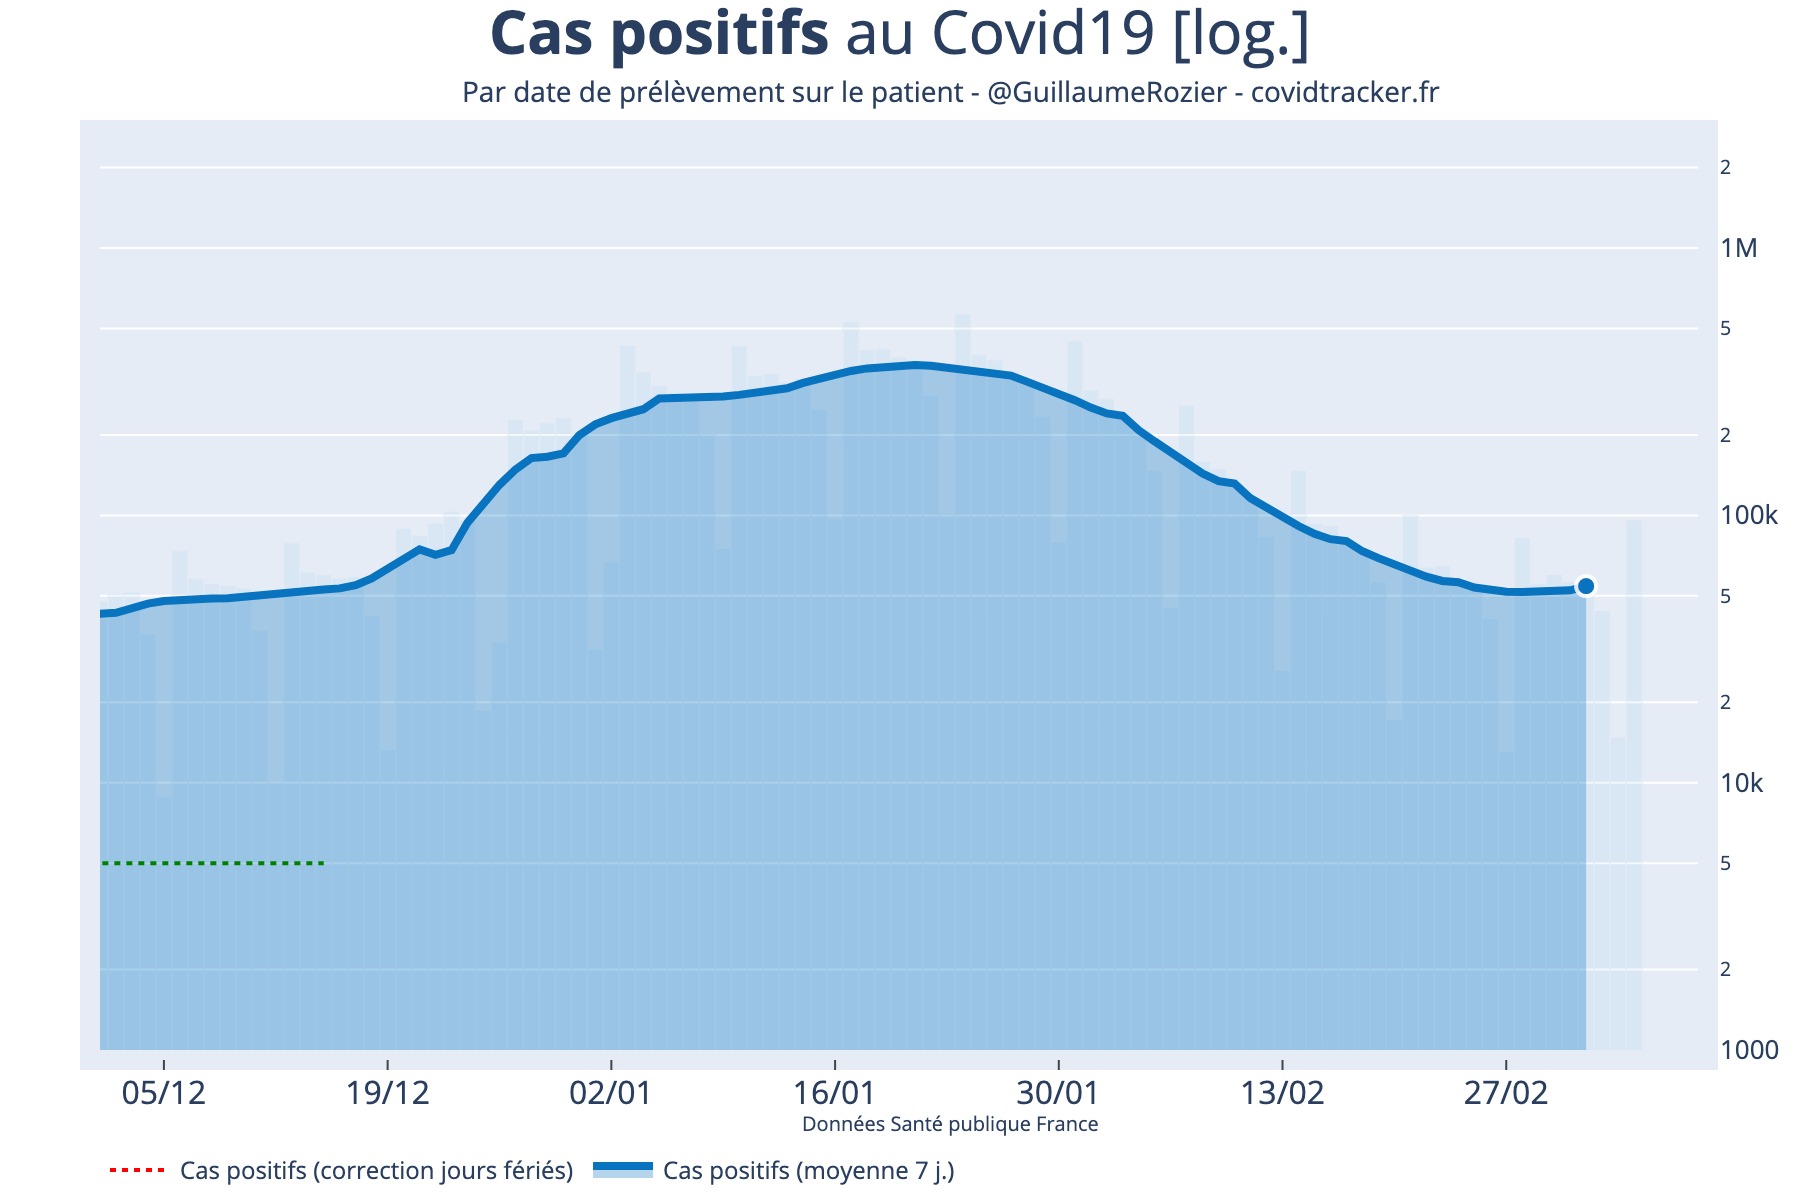 Cas positifs au Covid19 [log.]
Par date de prélèvement sur le patient - @GuillaumeRozier - covidtracker.fr
2
1M
5
2
100k
5
2
10k
5
2
1000
05/12 19/12 02/01 16/01 30/01 13/02 27/02
Données Santé publique France
Cas positifs (correction jours fériés) Cas positifs (moyenne 7 j.)